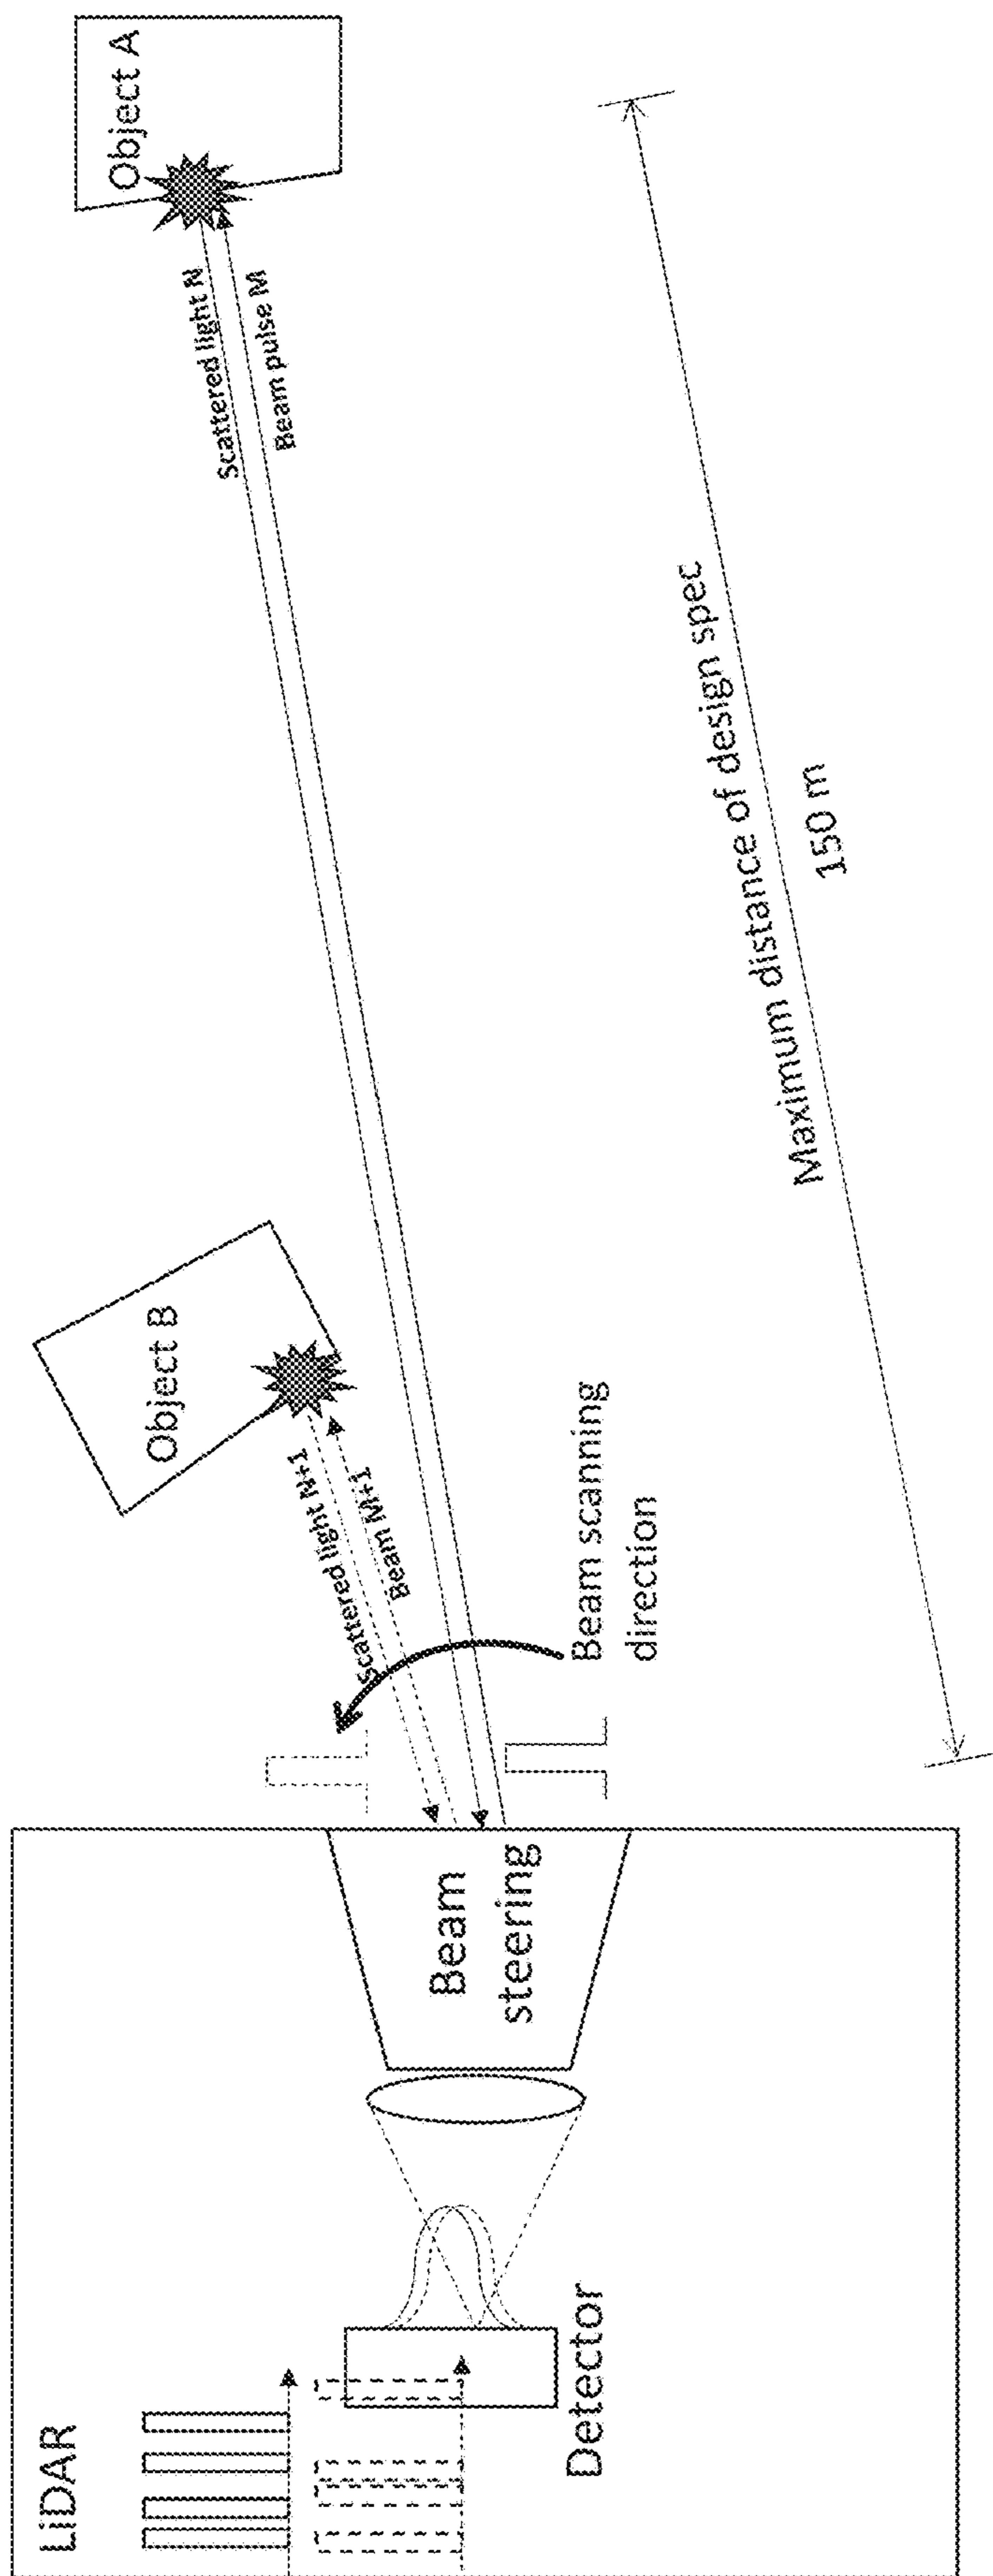 LiDAR
Detector
Beam
steering
Beam scanning
direction
Object B
Scattered light N+1
Beam M+1
Object A
Scattered light N
Beam pulse M
Maximum distance of design spec
150 m